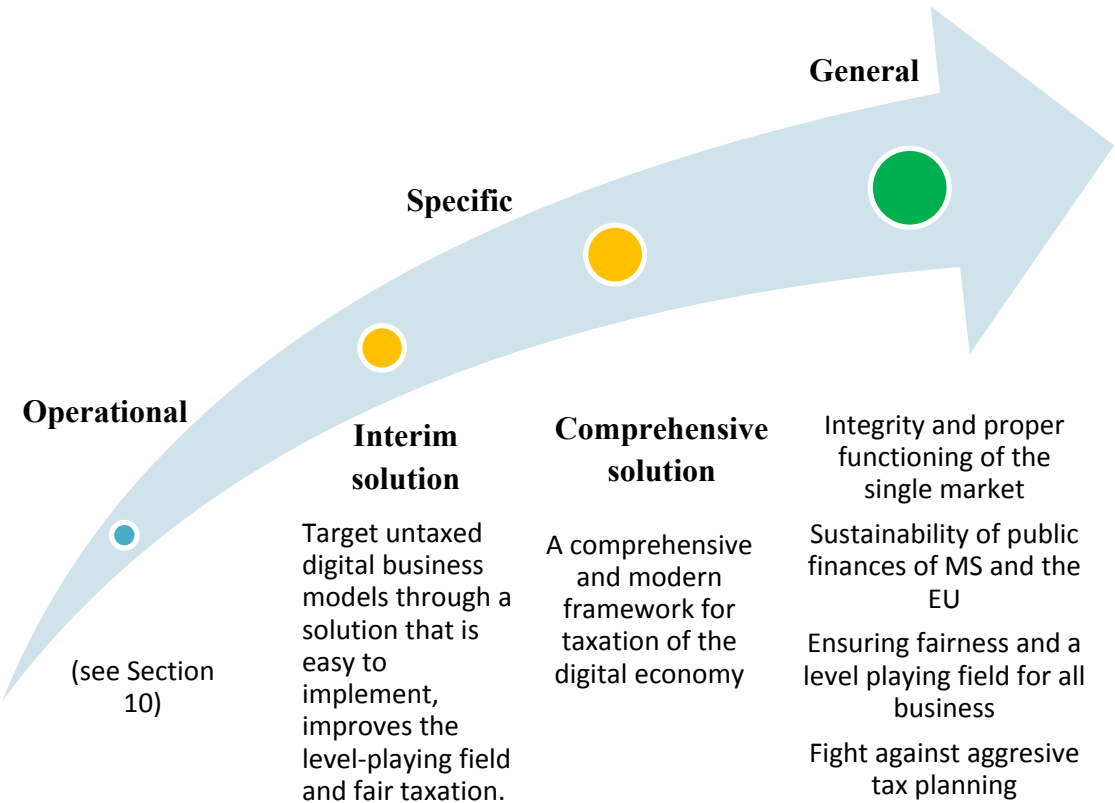 General
Specific
Operational
(see Section
10)
Interim
solution
Target untaxed
digital business
models through a
solution that is
easy to
implement,
improves the
level-playing field
and fair taxation.
Comprehensive
solution
A comprehensive
and modern
framework for
taxation of the
digital economy
Integrity and proper
functioning of the
single market
Sustainability of public
finances of MS and the
EU
Ensuring fairness and a
level playing field for all
business
Fight against aggresive
tax planning